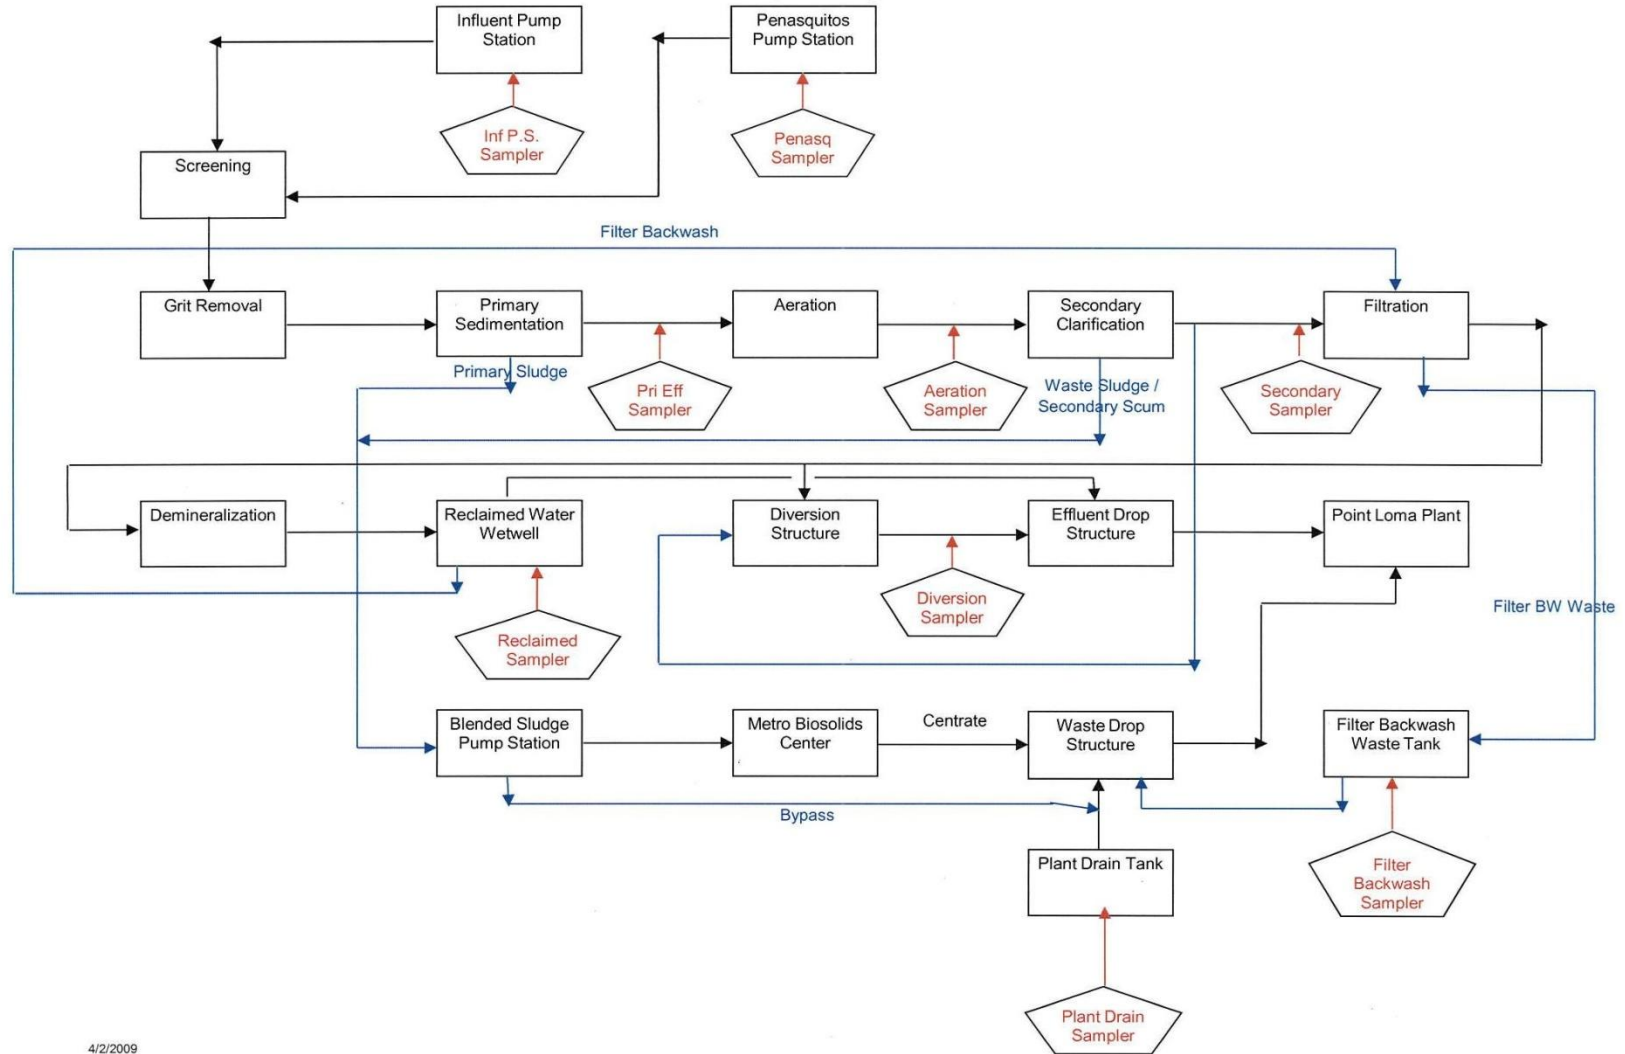 Influent Pump
Station
Penasquitos
Pump Station
Inf P.S.
Sampler
Penasq
Sampler
Screening
Filter Backwash
Grit Removal
Primary
Sedimentation
Aeration
Secondary
Clarification
Filtration
Primary Sludge
Pri Eff
Sampler
Aeration
Sampler
Waste Sludge /
Secondary Scum
Secondary
Sampler
Demineralization
Reclaimed Water
Wetwell
Diversion
Structure
Effluent Drop
Structure
Point Loma Plant
Reclaimed
Sampler
Diversion
Sampler
Filter BW Waste
Blended Sludge
Pump Station
Metro Biosolids
Center
Centrate
Waste Drop
Structure
Filter Backwash
Waste Tank
Bypass
Plant Drain Tank
Filter
Backwash
Sampler
Plant Drain
Sampler
4/2/2009